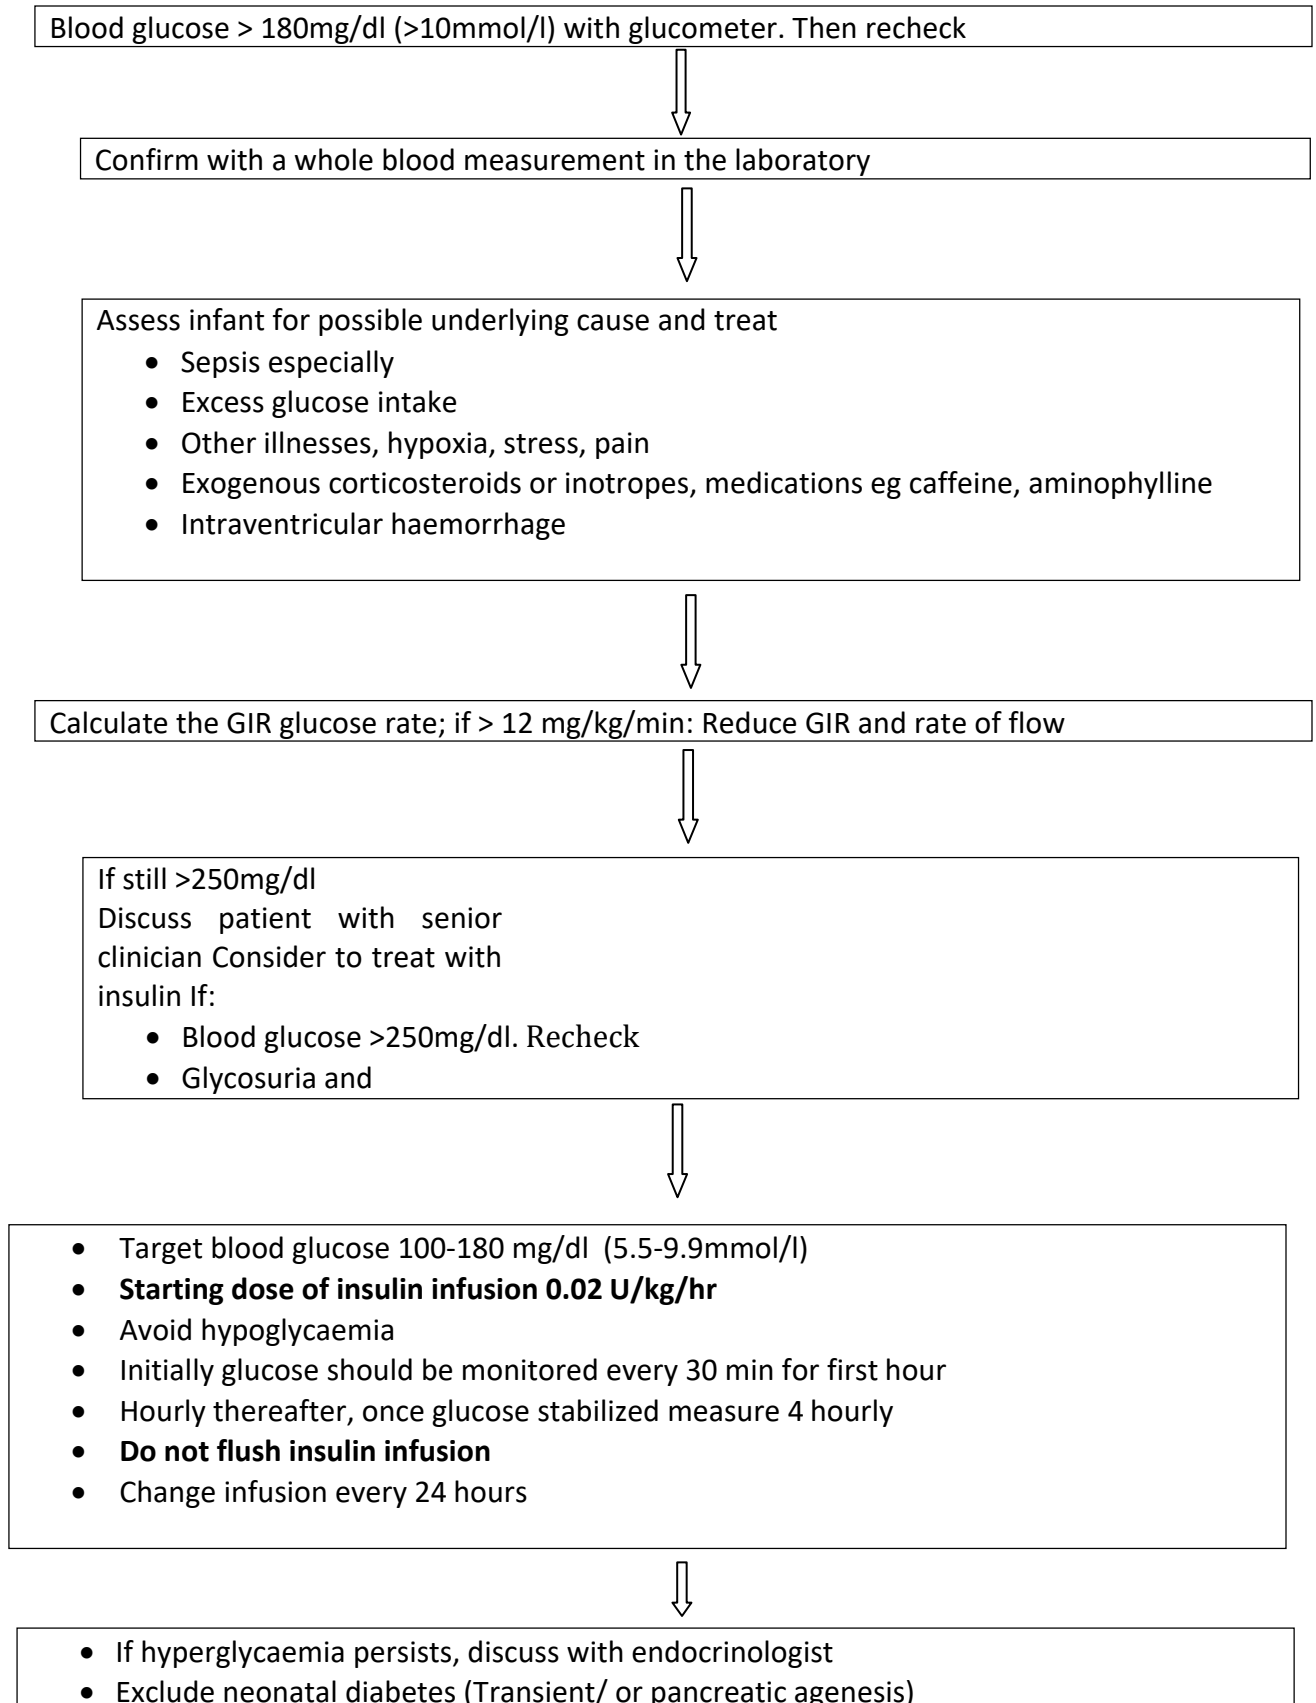 Blood glucose > 180mg/dl (>10mmol/l) with glucometer. Then recheck
Confirm with a whole blood measurement in the laboratory
Assess infant for possible underlying cause and treat
• Sepsis especially
• Excess glucose intake
• Other illnesses, hypoxia, stress, pain
• Exogenous corticosteroids or inotropes, medications eg caffeine, aminophylline
• Intraventricular haemorrhage
Calculate the GIR glucose rate; if > 12 mg/kg/min: Reduce GIR and rate of flow
If still >250mg/dl
Discuss patient with senior
clinician Consider to treat with
insulin If:
• Blood glucose >250mg/dl. Recheck
• Glycosuria and
• Target blood glucose 100-180 mg/dl (5.5-9.9mmol/l)
• Starting dose of insulin infusion 0.02 U/kg/hr
• Avoid hypoglycaemia
• Initially glucose should be monitored every 30 min for first hour
• Hourly thereafter, once glucose stabilized measure 4 hourly
• Do not flush insulin infusion
• Change infusion every 24 hours
• If hyperglycaemia persists, discuss with endocrinologist
• Exclude neonatal diabetes (Transient/ or pancreatic agenesis)